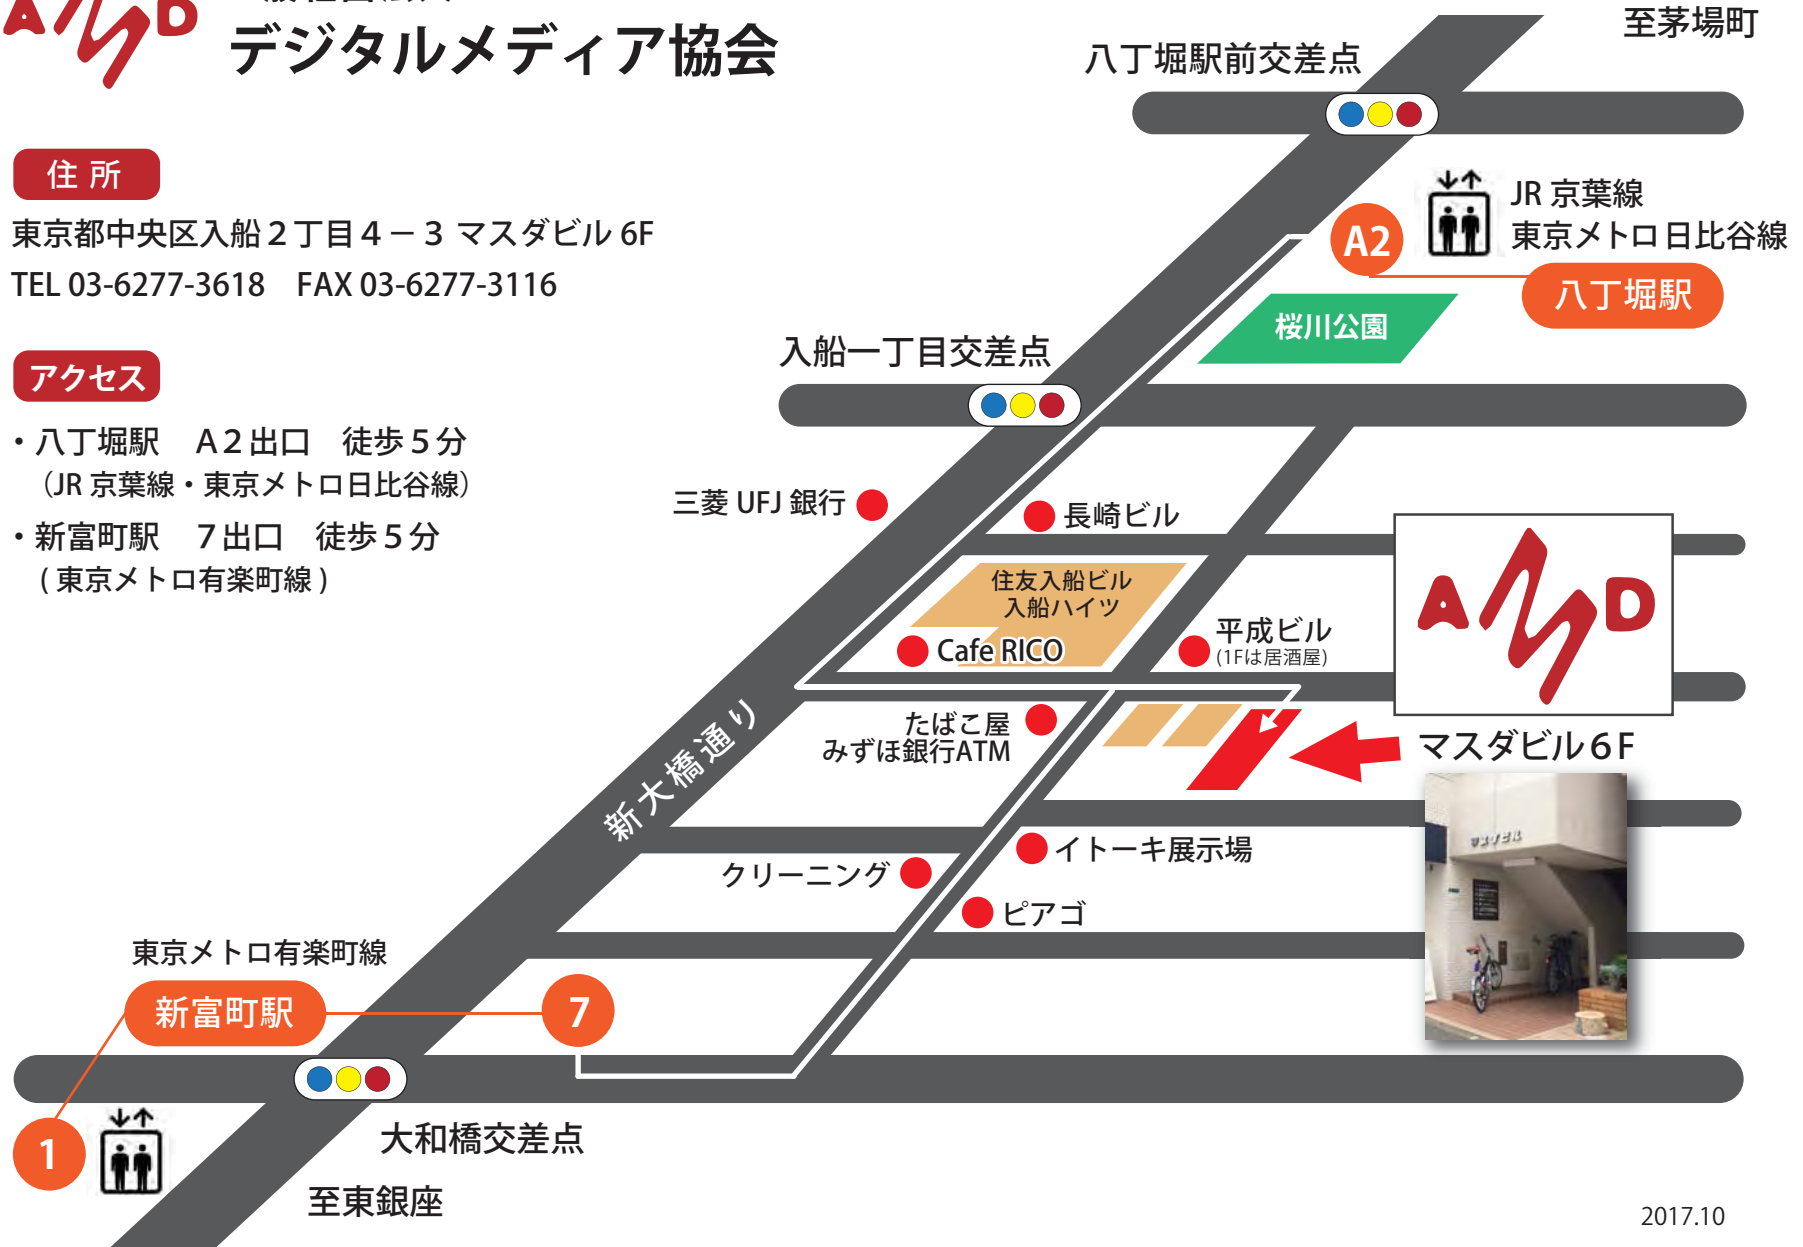 AMD
デジタルメディア協会
住所
東京都中央区入船２丁目４－３ マスダビル 6F
TEL 03-6277-3618　FAX 03-6277-3116
アクセス
・八丁堀駅　A２出口　徒歩５分
（JR 京葉線・東京メトロ日比谷線）
・新富町駅　７出口　徒歩５分
( 東京メトロ有楽町線 )
至茅場町
八丁堀駅前交差点
JR 京葉線
東京メトロ日比谷線
A2
八丁堀駅
桜川公園
入船一丁目交差点
三菱 UFJ 銀行
長崎ビル
住友入船ビル
入船ハイツ
Cafe RICO
平成ビル
(1Fは居酒屋)
AMD
たばこ屋
みずほ銀行ATM
新大橋通り
マスダビル６F
マスダビル
イトーキ展示場
クリーニング
ピアゴ
東京メトロ有楽町線
新富町駅
7
1
大和橋交差点
至東銀座
2017.10